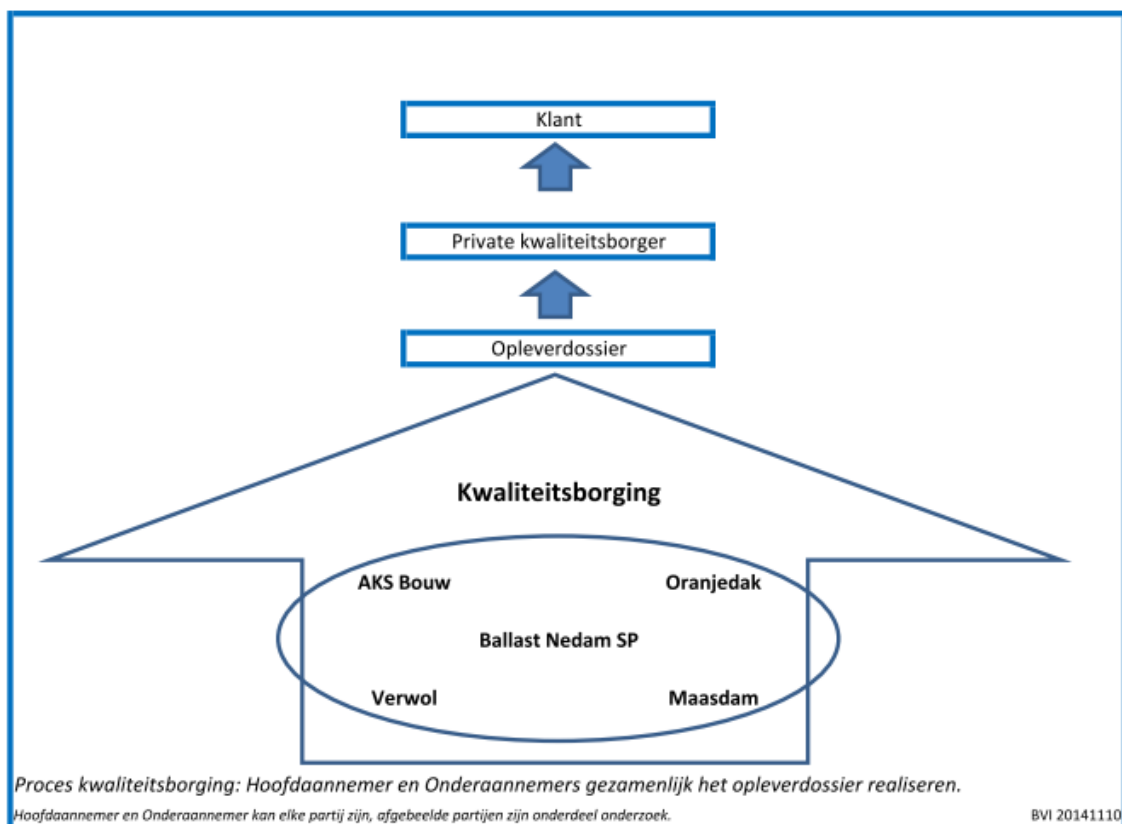 Klant
Private kwaliteitsborger
Opleverdossier
Kwaliteitsborging
AKS Bouw Oranjedak
Ballast Nedam SP
Verwol Maasdam
Proces kwaliteitsborging: Hoofdaannemer en Onderaannemers gezamenlijk het opleverdossier realiseren.
Hoofdaannemer en Onderaannemer kan elke partij zijn, afgebeelde partijen zijn onderdeel onderzoek. BVI 20141110